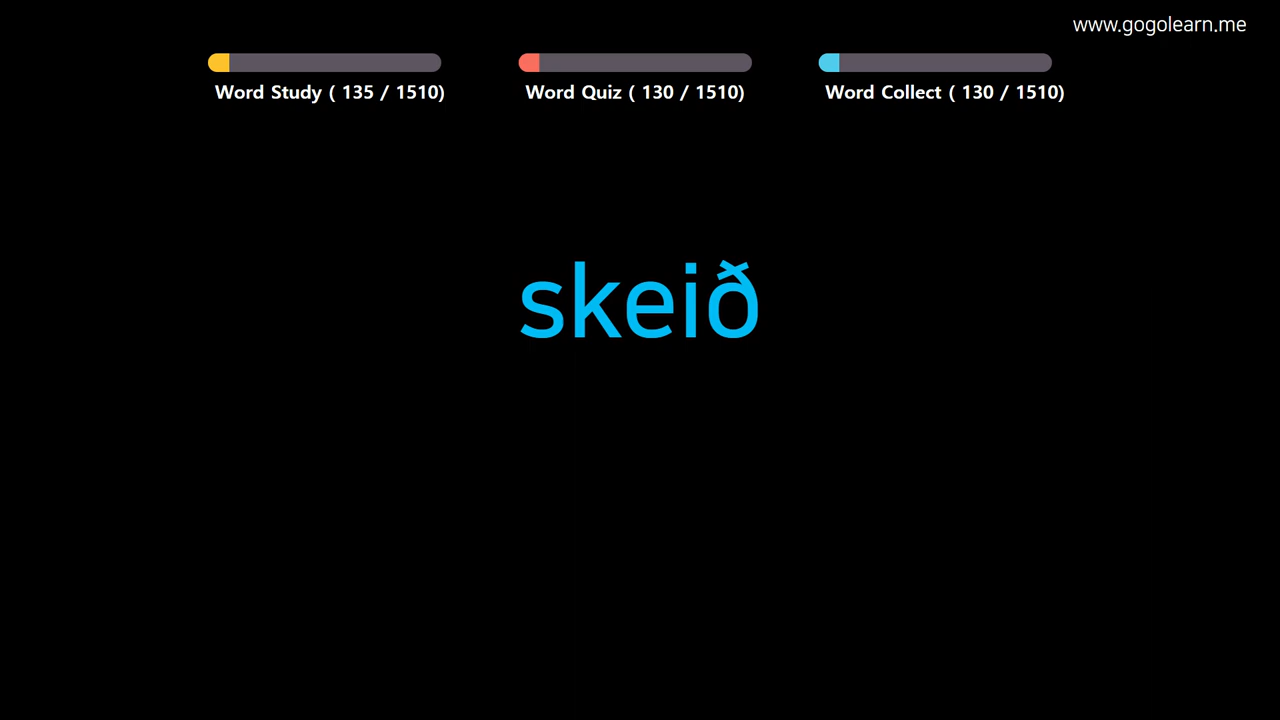 www.gogolearn.me
Word Study ( 135 / 1510)
Word Quiz ( 130 / 1510)
Word Collect ( 130 / 1510)
skeið